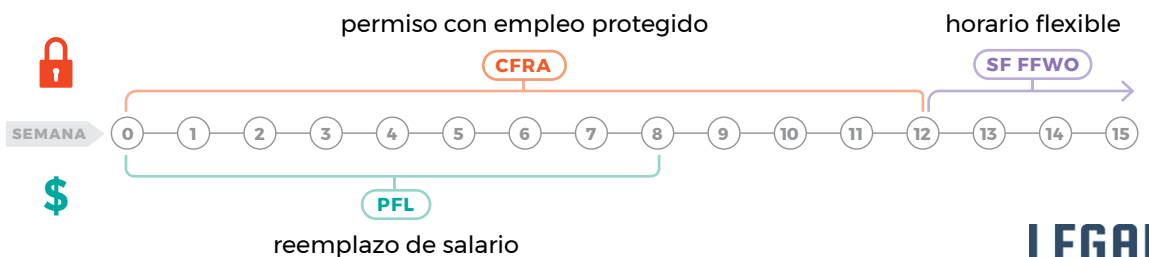 permiso con empleo protegido
horario flexible
CFRA
SF FFWO
SEMANA 0 1 2 3 4 5 6 7 8 9 10 11 12 13 14 15
$
PFL
reemplazo de salario